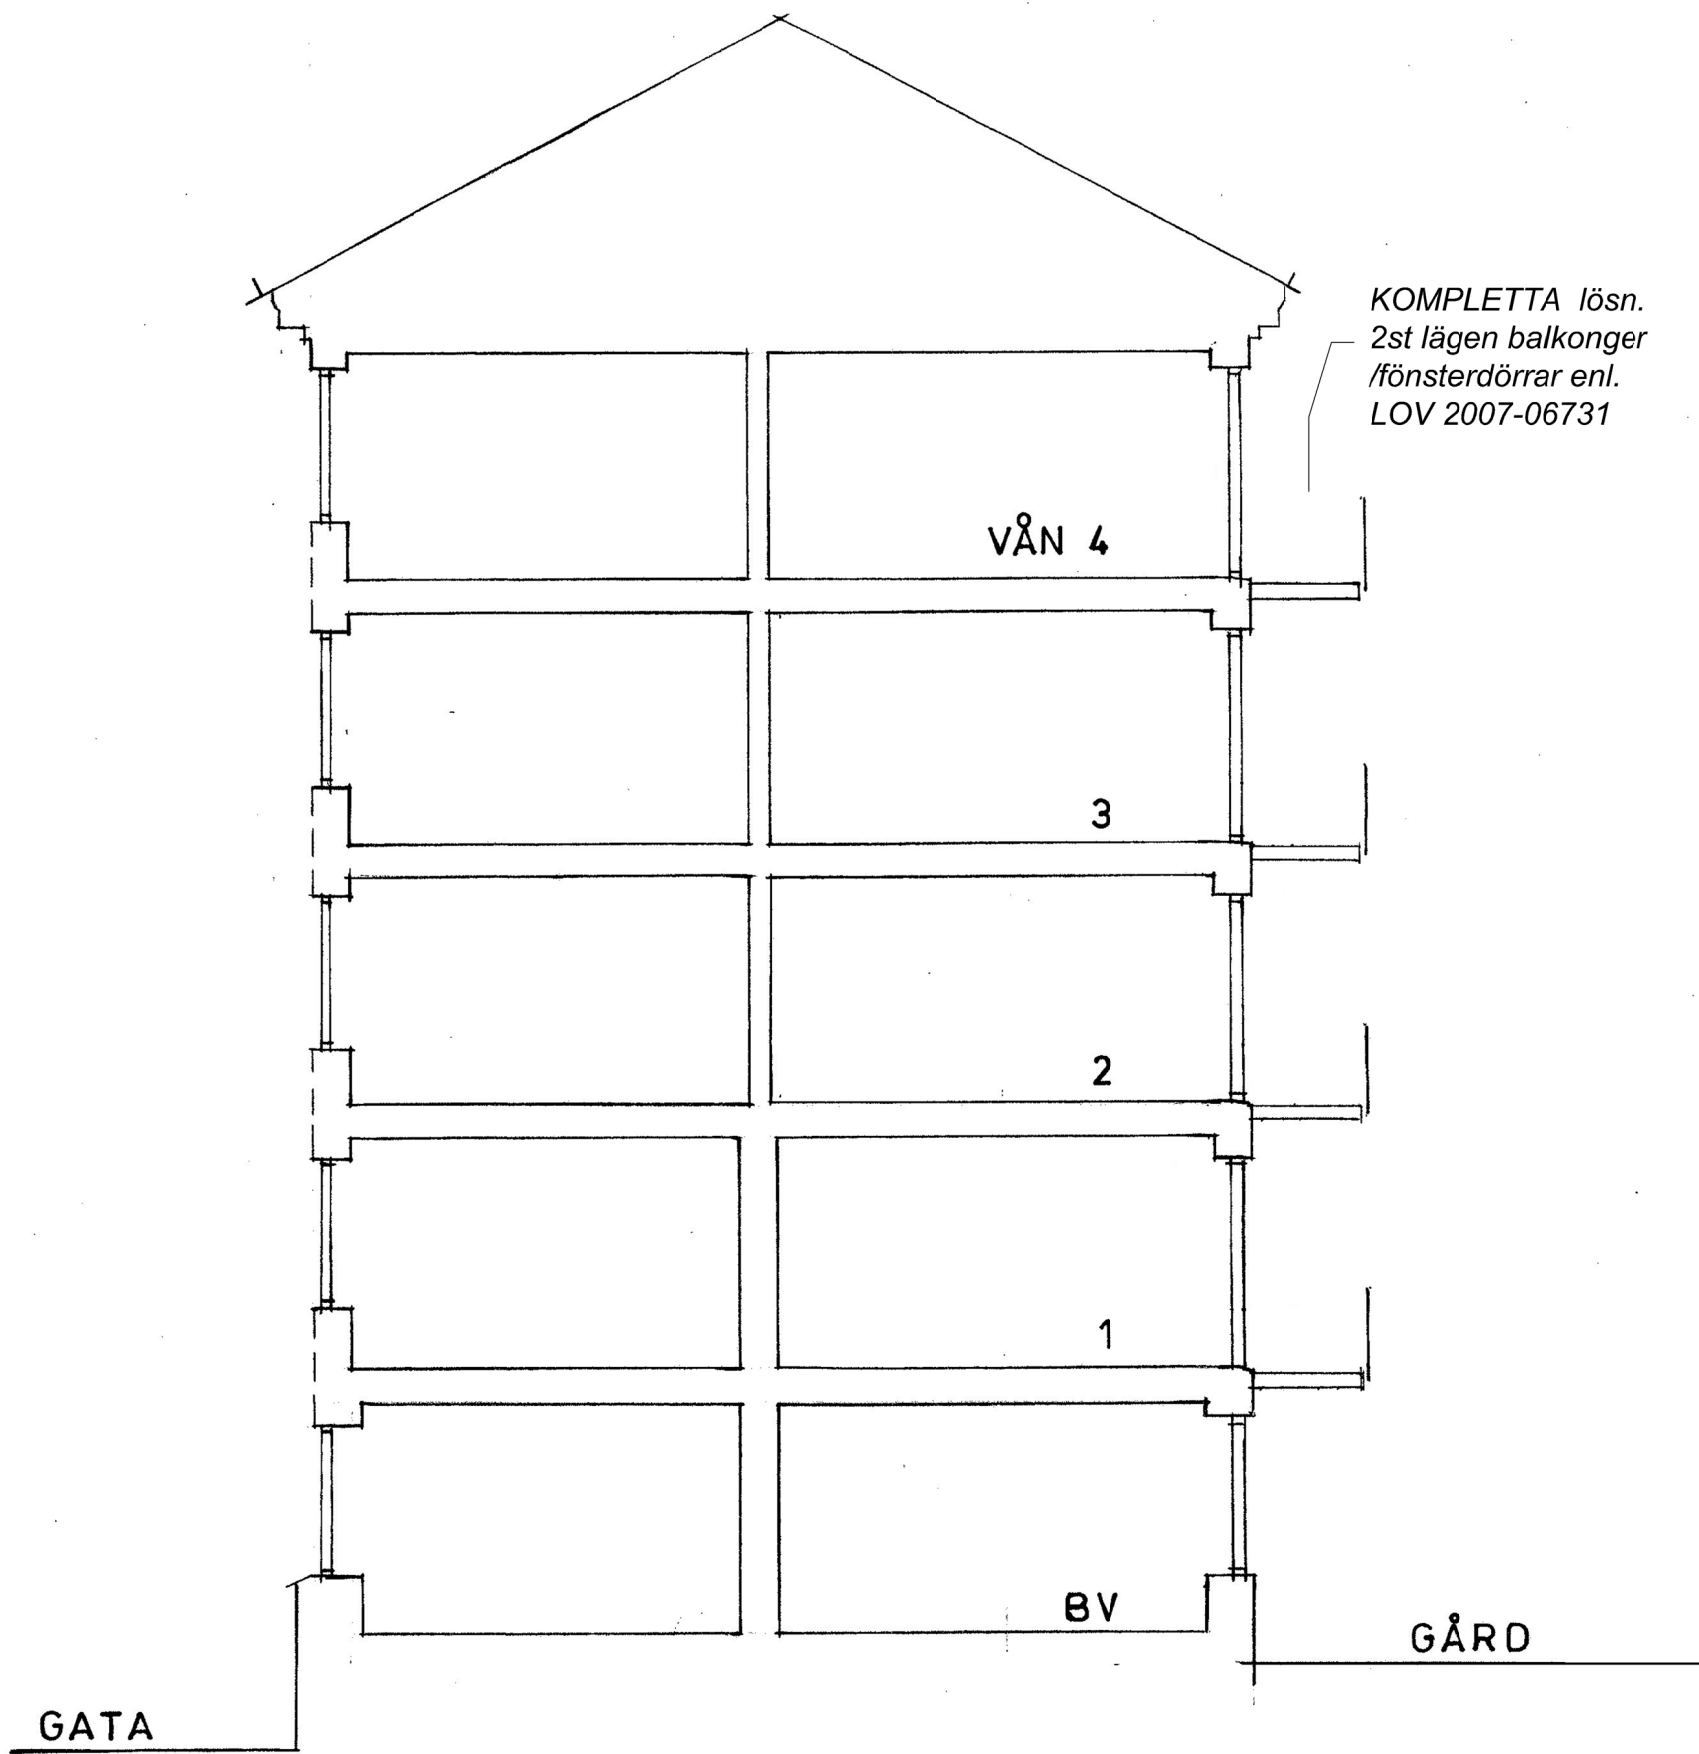 KOMPLETTA lösn.
2st lägen balkonger
/fönsterdörrar enl.
LOV 2007-06731
VÅN 4
3
2
1
BV
GÅRD
GATA